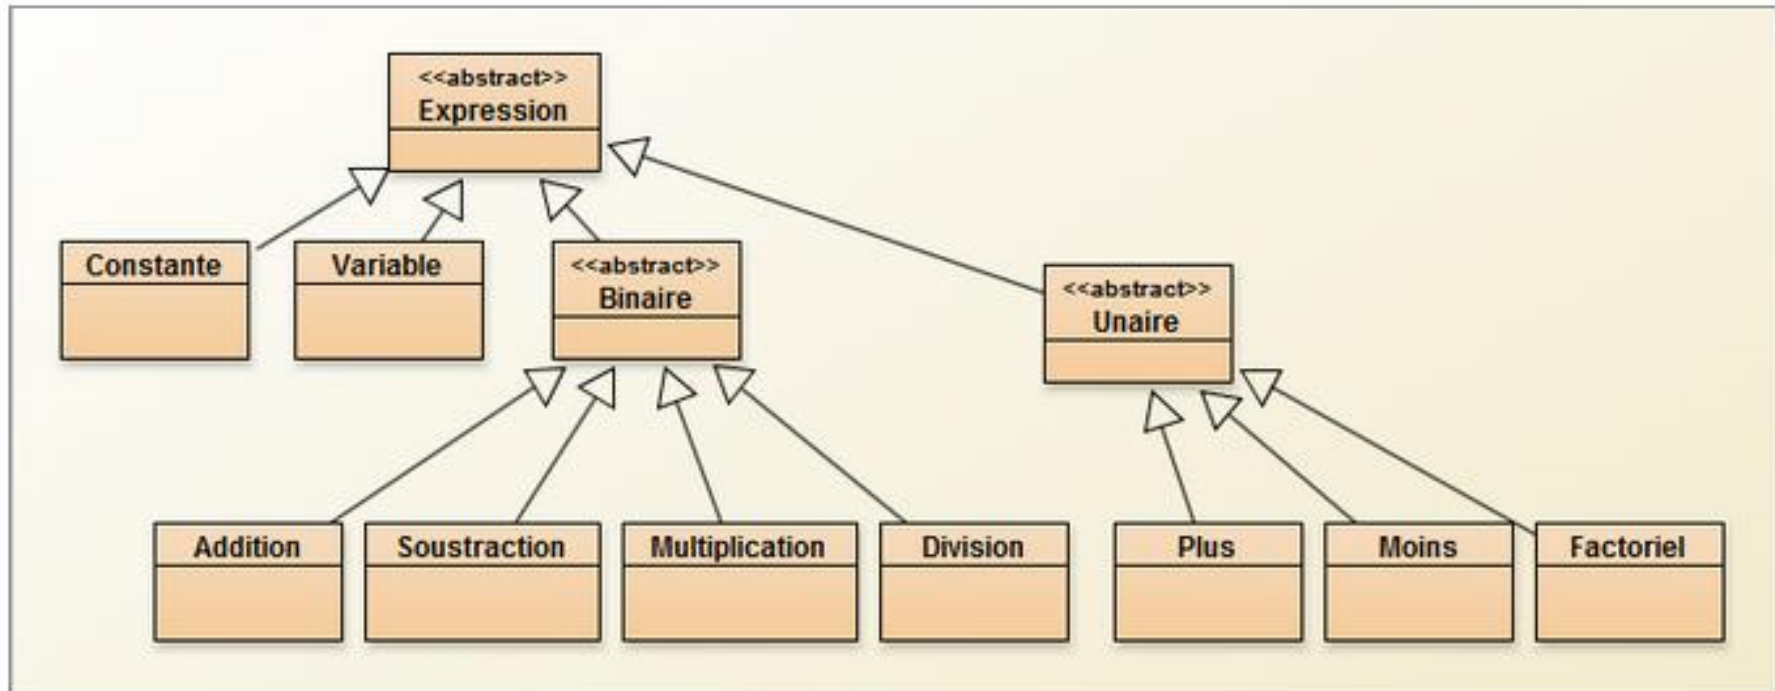 <<abstract>>
Expression
Constante
Variable
<<abstract>>
Binaire
<<abstract>>
Unaire
Addition
Soustraction
Multiplication
Division
Plus
Moins
Factoriel